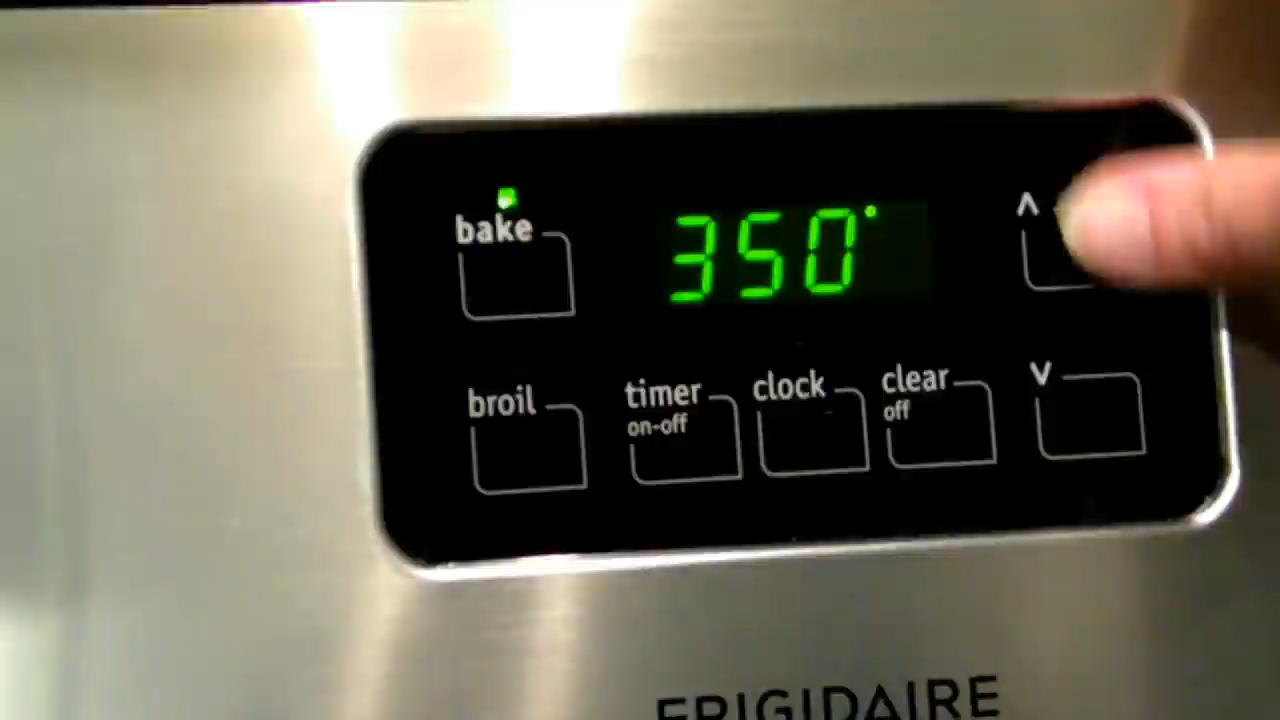 bake
350°
^
broil
timer
on-off
clock
clear
off
v
FRIGIDAIRE